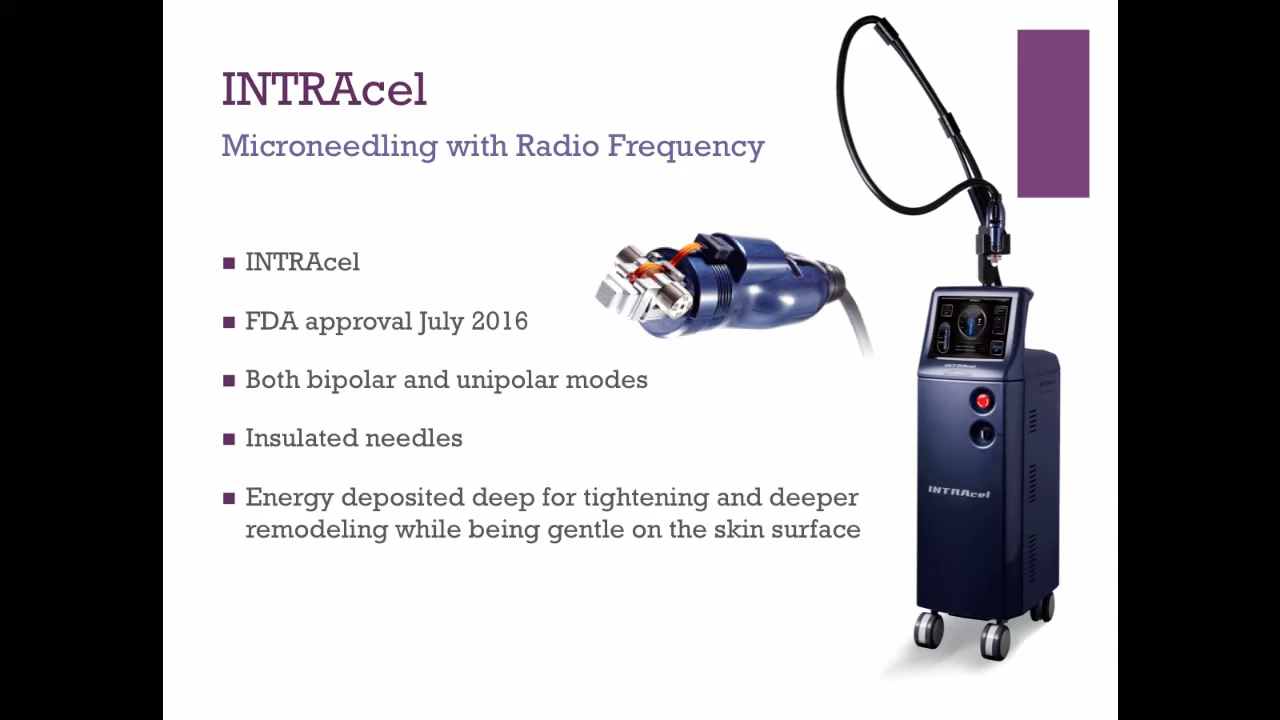 INTRAcel
Microneedling with Radio Frequency
■ INTRAcel
■ FDA approval July 2016
■ Both bipolar and unipolar modes
■ Insulated needles
■ Energy deposited deep for tightening and deeper
remodeling while being gentle on the skin surface
INTRAcel
INTRAcel